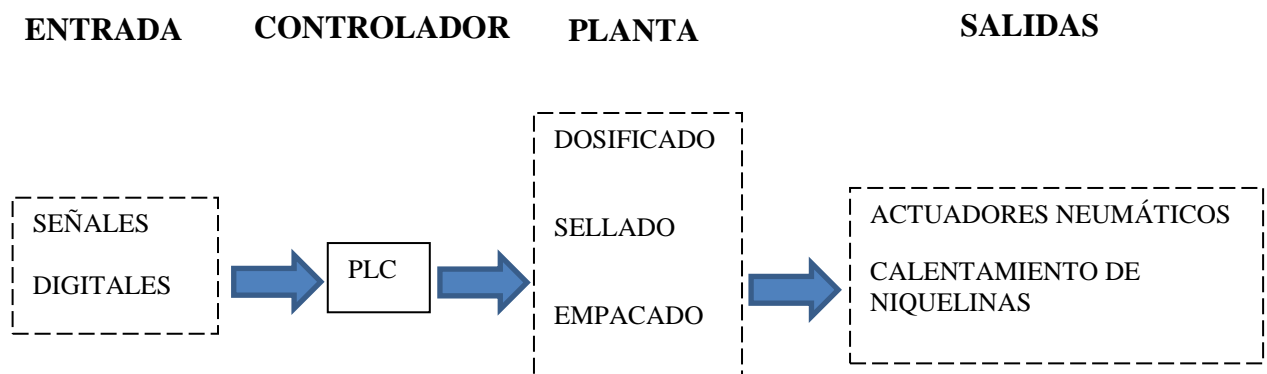 ENTRADA CONTROLADOR PLANTA SALIDAS
SEÑALES
DIGITALES
PLC
DOSIFICADO
SELLADO
EMPACADO
ACTUADORES NEUMÁTICOS
CALENTAMIENTO DE
NIQUELINAS